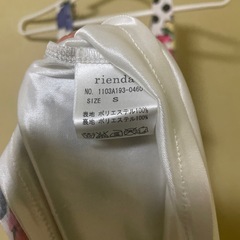 rienda
NO. 1103A193-0460
SIZE S
表地 ポリエステル100%
裏地 ポリエステル100%